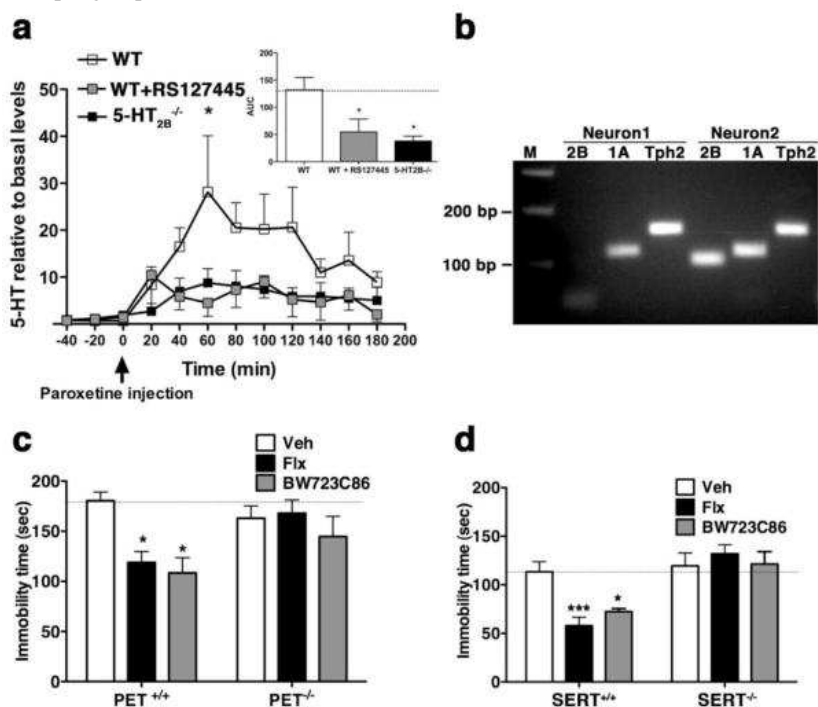 a
WT
WT+RS127445
5-HT2B-/-
5-HT relative to basal levels
50
40
30
20
10
*
-40 -20 0 20 40 60 80 100 120 140 160 180 200
Time (min)
Paroxetine injection
AUC
200
150
100
50
0
* *
WT WT + RS127445 5-HT2B-/-
b
Neuron1 Neuron2
M 2B 1A Tph2 2B 1A Tph2
200 bp
100 bp
c
Veh
Flx
BW723C86
Immobility time (sec)
200
150
100
50
0
* *
PET +/+ PET-/-
d
Veh
Flx
BW723C86
Immobility time (sec)
200
150
100
50
0
*** *
SERT+/+ SERT-/-